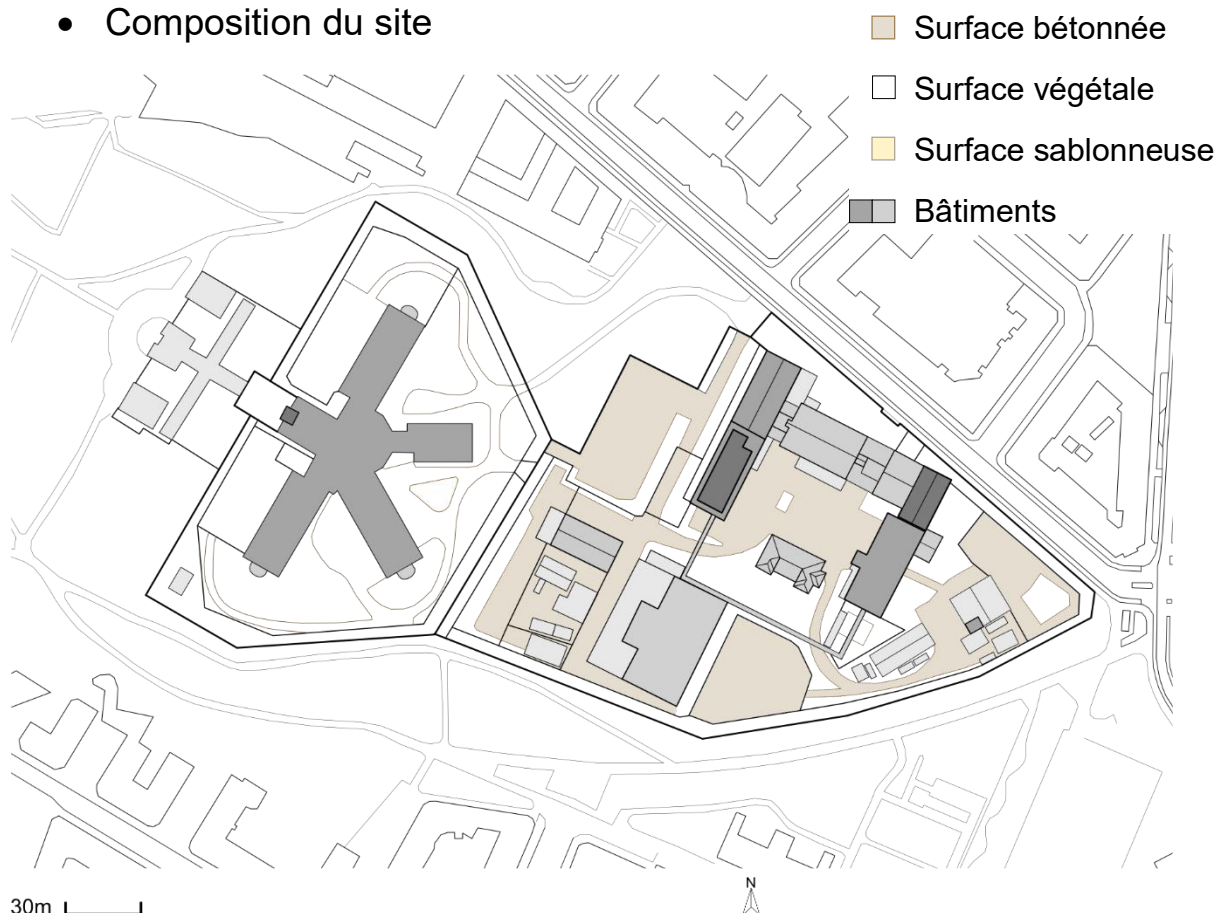 • Composition du site
Surface bétonnée
Surface végétale
Surface sablonneuse
Bâtiments
30m
N